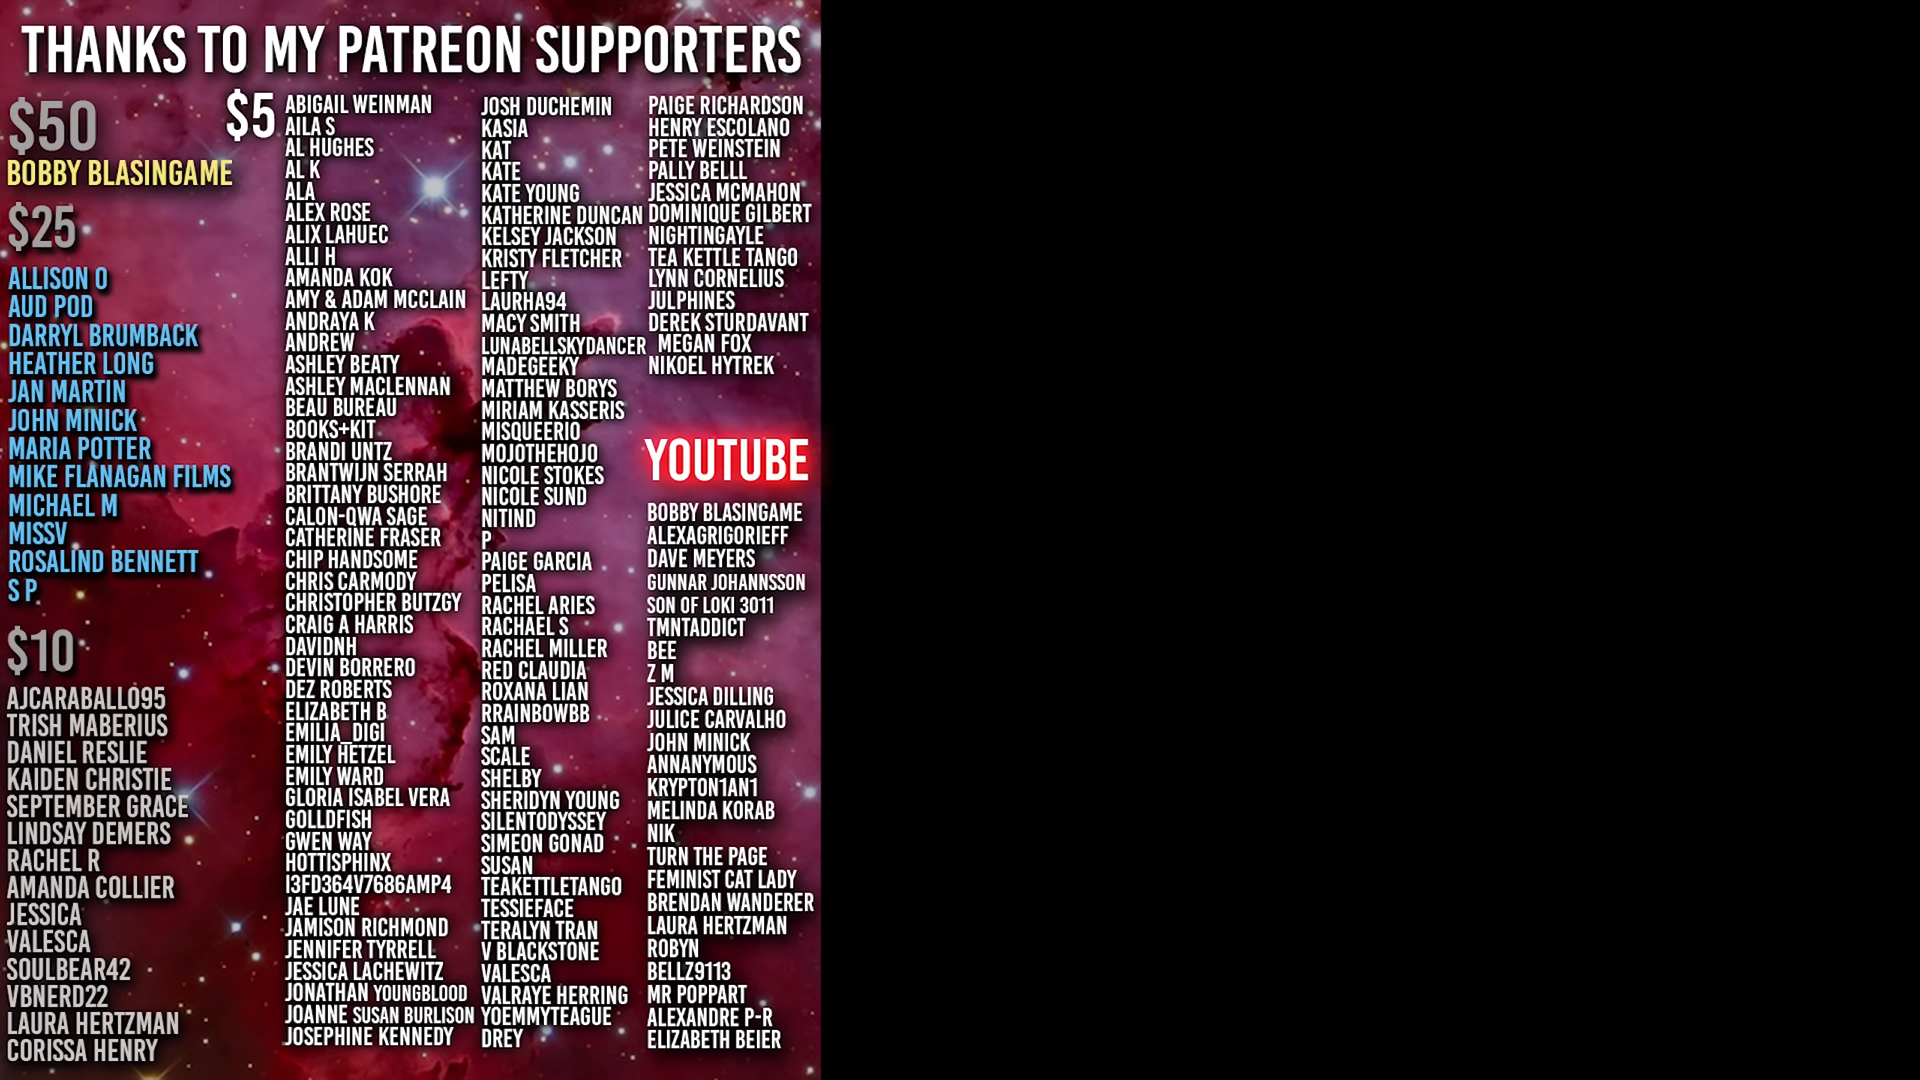 THANKS TO MY PATREON SUPPORTERS
$50
BOBBY BLASINGAME
$25
ALLISON O
AUD POD
DARRYL BRUMBACK
HEATHER LONG
JAN MARTIN
JOHN MINICK
MARIA POTTER
MIKE FLANAGAN FILMS
MICHAEL M
MISSV
ROSALIND BENNETT
S P
$10
AJCARABALLO95
TRISH MABERIUS
DANIEL RESLIE
KAIDEN CHRISTIE
SEPTEMBER GRACE
LINDSAY DEMERS
RACHEL R
AMANDA COLLIER
JESSICA
VALESCA
SOULBEAR42
VBNERD22
LAURA HERTZMAN
CORISSA HENRY
$5
ABIGAIL WEINMAN
AILA S
AL HUGHES
AL K
ALA
ALEX ROSE
ALIX LAHUEC
ALLI H
AMANDA KOK
AMY & ADAM MCCLAIN
ANDRAYA K
ANDREW
ASHLEY BEATY
ASHLEY MACLENNAN
BEAU BUREAU
BOOKS+KIT
BRANDI UNTZ
BRANTWIJN SERRAH
BRITTANY BUSHORE
CALON-QWA SAGE
CATHERINE FRASER
CHIP HANDSOME
CHRIS CARMODY
CHRISTOPHER BUTZGY
CRAIG A HARRIS
DAVIDNH
DEVIN BORRERO
DEZ ROBERTS
ELIZABETH B
EMILIA_DIGI
EMILY HETZEL
EMILY WARD
GLORIA ISABEL VERA
GOLLDFISH
GWEN WAY
HOTTISPHINX
I3FD364V7686AMP4
JAE LUNE
JAMISON RICHMOND
JENNIFER TYRRELL
JESSICA LACHEWITZ
JONATHAN YOUNGBLOOD
JOANNE SUSAN BURLISON
JOSEPHINE KENNEDY
JOSH DUCHEMIN
KASIA
KAT
KATE
KATE YOUNG
KATHERINE DUNCAN
KELSEY JACKSON
KRISTY FLETCHER
LEFTY
LAURHA94
MACY SMITH
LUNABELLSKYDANCER
MADEGEEKY
MATTHEW BORYS
MIRIAM KASSERIS
MISQUEERIO
MOJOTHEHOJO
NICOLE STOKES
NICOLE SUND
NITIND
P
PAIGE GARCIA
PELISA
RACHEL ARIES
RACHAEL S
RACHEL MILLER
RED CLAUDIA
ROXANA LIAN
RRAINBOWBB
SAM
SCALE
SHELBY
SHERIDYN YOUNG
SILENTODYSSEY
SIMEON GONAD
SUSAN
TEAKETTLETANGO
TESSIEFACE
TERALYN TRAN
V BLACKSTONE
VALESCA
VALRAYE HERRING
YOEMMYTEAGUE
DREY
PAIGE RICHARDSON
HENRY ESCOLANO
PETE WEINSTEIN
PALLY BELLL
JESSICA MCMAHON
DOMINIQUE GILBERT
NIGHTINGAYLE
TEA KETTLE TANGO
LYNN CORNELIUS
JULPHINES
DEREK STURDAVANT
MEGAN FOX
NIKOEL HYTREK
YOUTUBE
BOBBY BLASINGAME
ALEXAGRIGORIEFF
DAVE MEYERS
GUNNAR JOHANNSSON
SON OF LOKI 3011
TMNTADDICT
BEE
Z M
JESSICA DILLING
JULICE CARVALHO
JOHN MINICK
ANNANYMOUS
KRYPTON1AN1
MELINDA KORAB
NIK
TURN THE PAGE
FEMINIST CAT LADY
BRENDAN WANDERER
LAURA HERTZMAN
ROBYN
BELLZ9113
MR POPPART
ALEXANDRE P-R
ELIZABETH BEIER